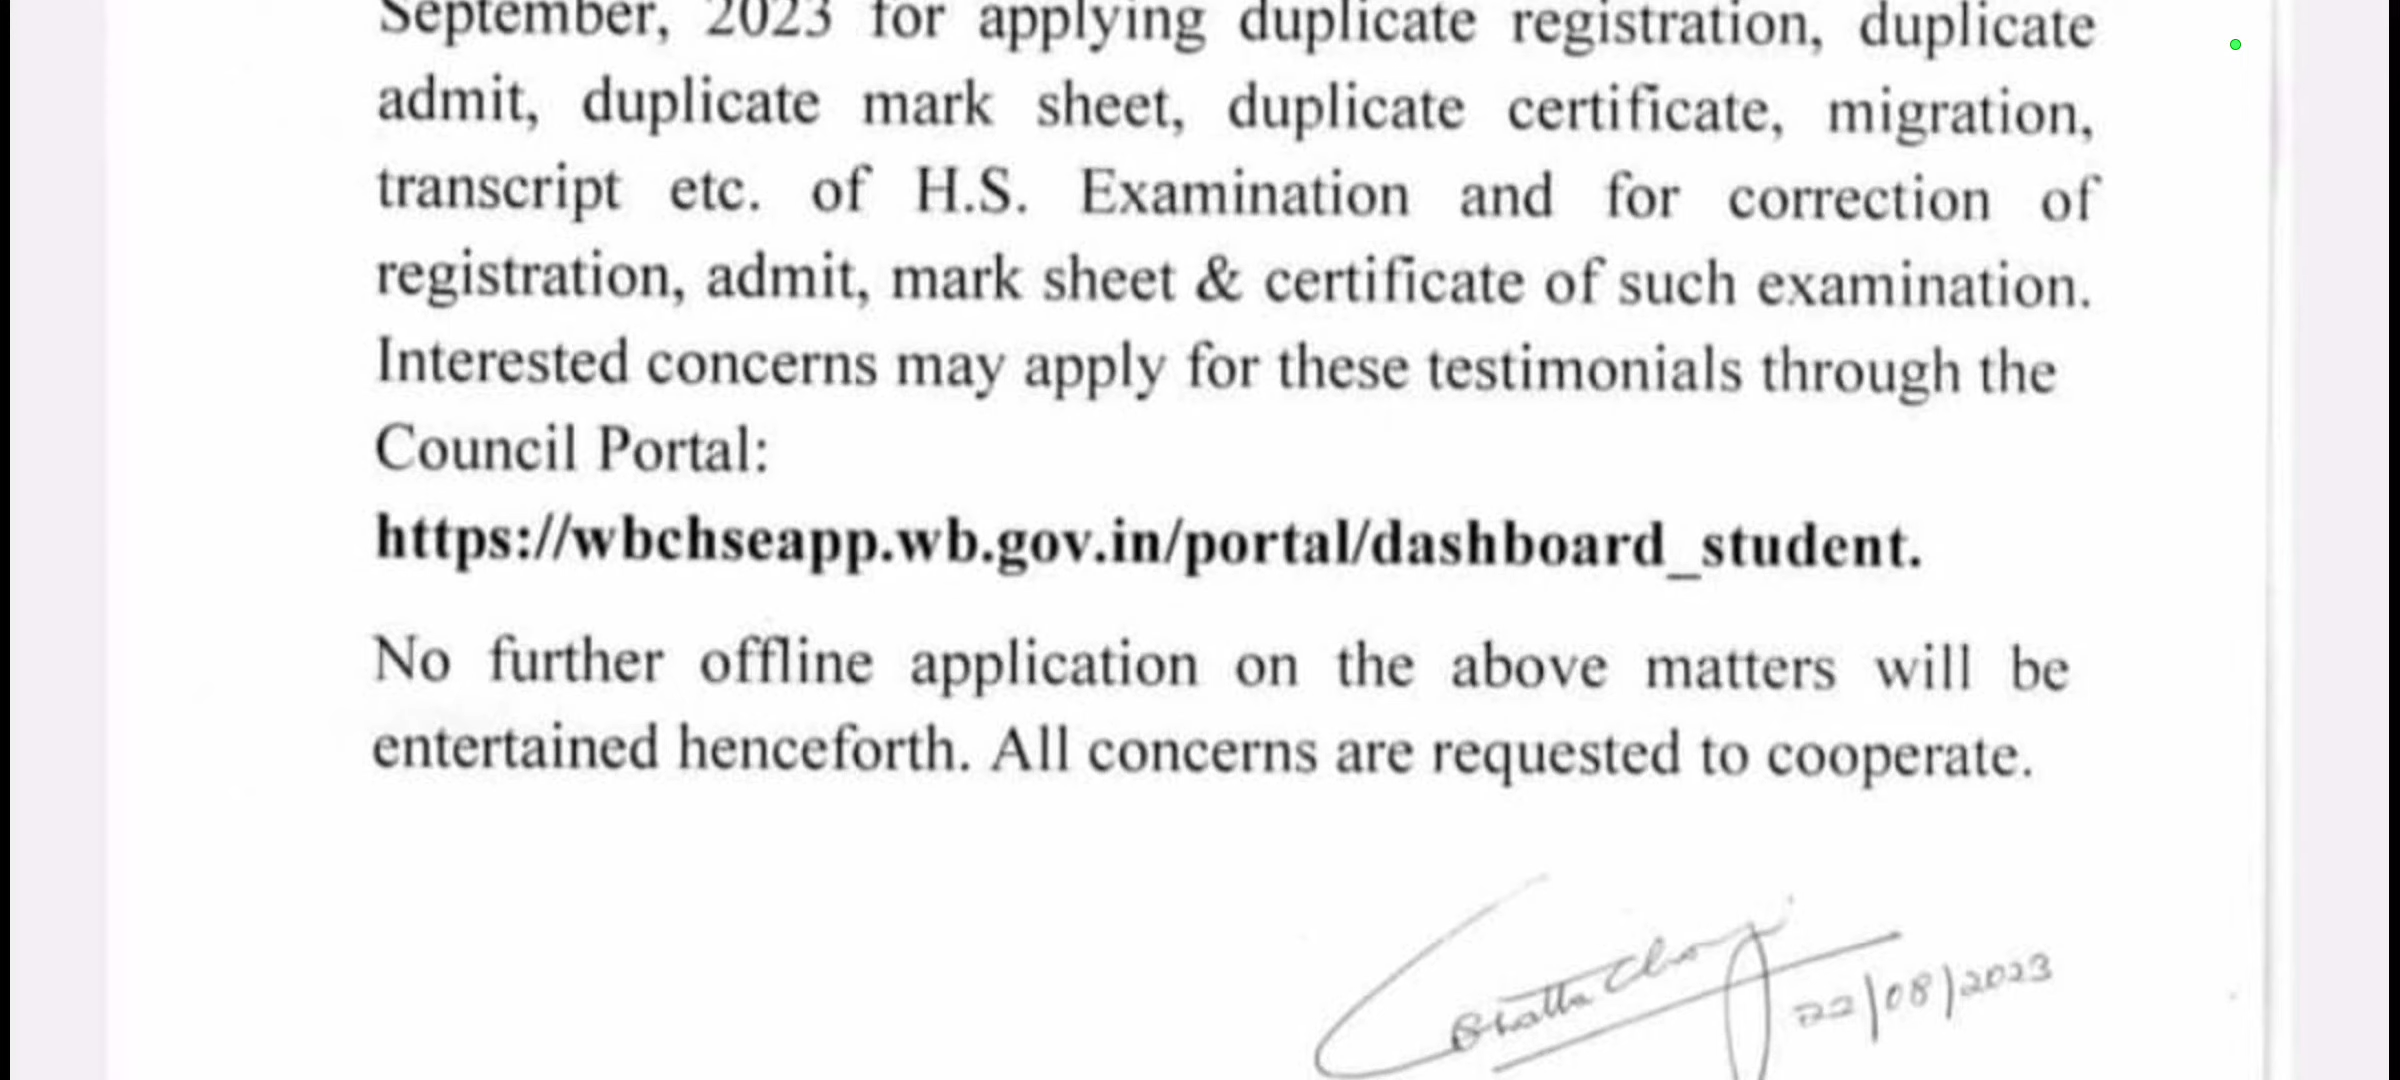 September, 2023 for applying duplicate registration, duplicate
admit, duplicate mark sheet, duplicate certificate, migration,
transcript etc. of H.S. Examination and for correction of
registration, admit, mark sheet & certificate of such examination.
Interested concerns may apply for these testimonials through the
Council Portal:
https://wbchseapp.wb.gov.in/portal/dashboard_student.
No further offline application on the above matters will be
entertained henceforth. All concerns are requested to cooperate.
22/08/2023